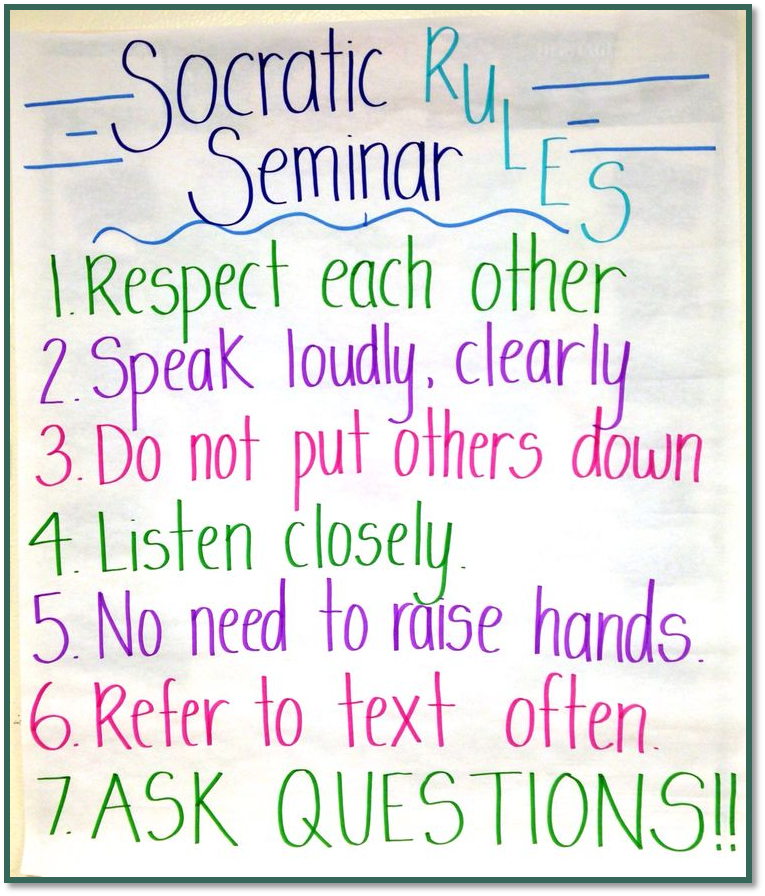 Socratic RULES
Seminar
1. Respect each other
2. Speak loudly, clearly
3. Do not put others down
4. Listen closely.
5. No need to raise hands.
6. Refer to text often.
7. ASK QUESTIONS!!